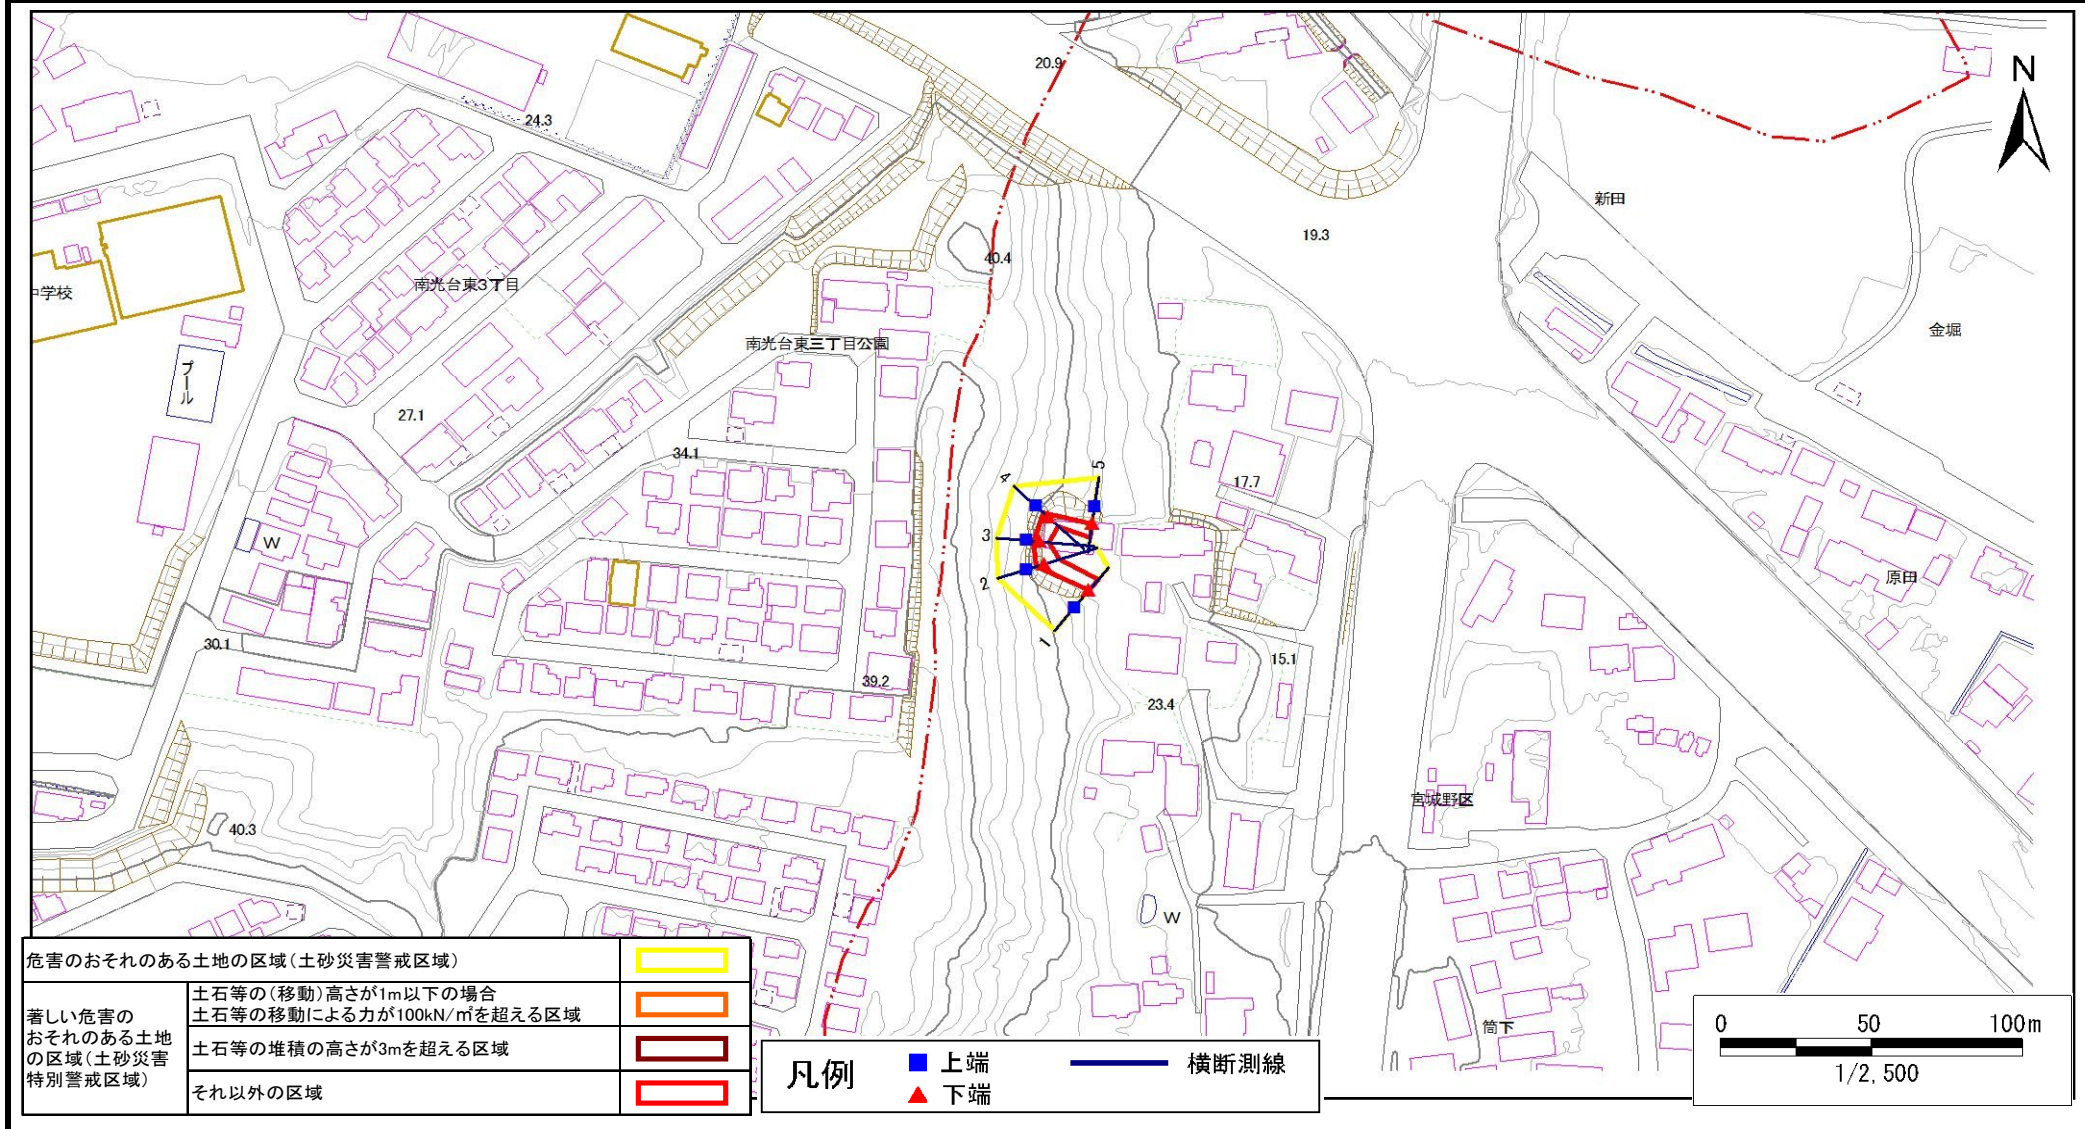 20.9
N
24.3
新田
19.3
40.4
南光台東3丁目
中学校
金堀
南光台東三丁目公園
プール
27.1
34.1
5
4
17.7
3
W
2
原田
30.1
1
15.1
39.2
23.4
宮城野区
40.3
W
筒下
危害のおそれのある土地の区域(土砂災害警戒区域)
著しい危害の
おそれのある土地
の区域(土砂災害
特別警戒区域)
土石等の(移動)高さが1m以下の場合
土石等の移動による力が100kN/㎡を超える区域
土石等の堆積の高さが3mを超える区域
それ以外の区域
凡例
上端
下端
横断測線
0 50 100m
1/2,500